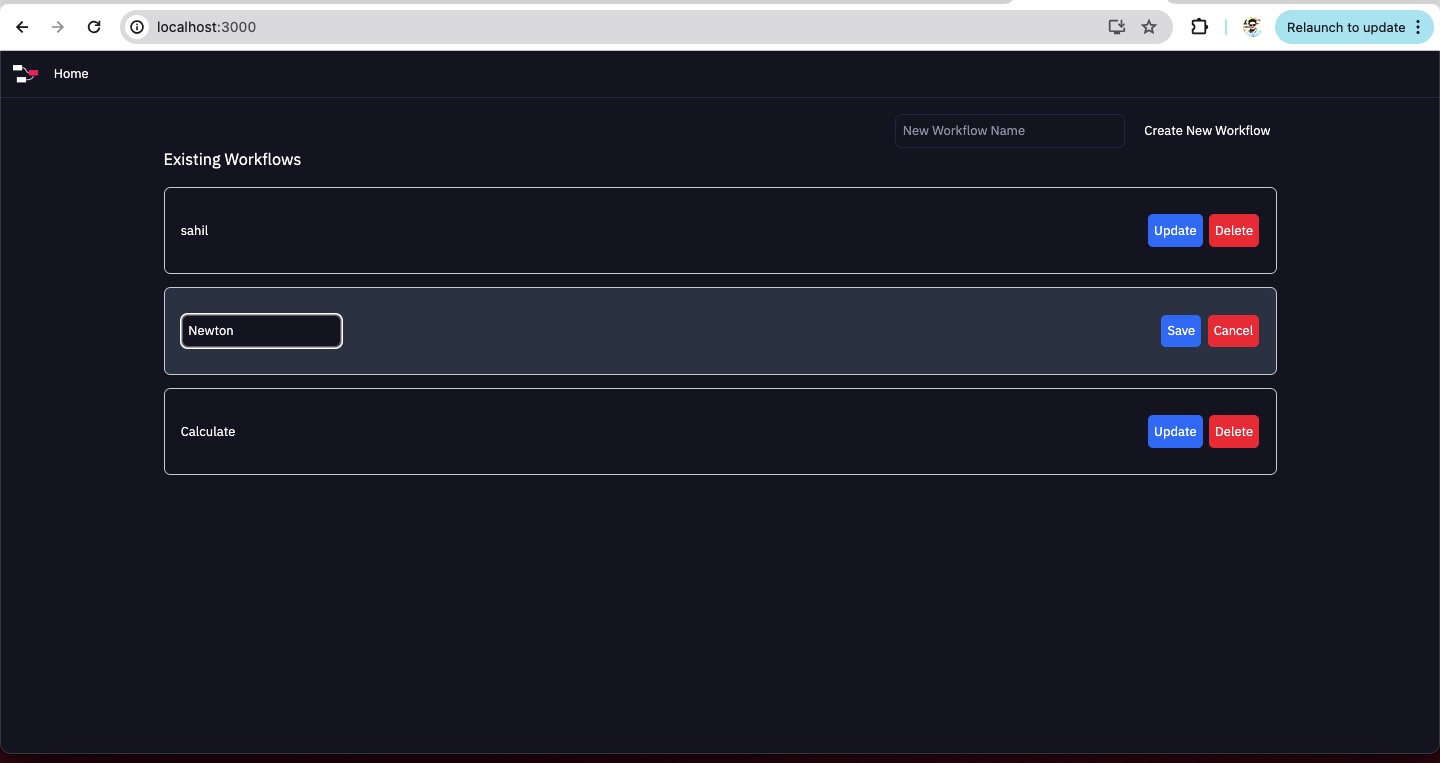 localhost:3000
Relaunch to update
Home
New Workflow Name
Create New Workflow
Existing Workflows
sahil
Update
Delete
Newton
Save
Cancel
Calculate
Update
Delete